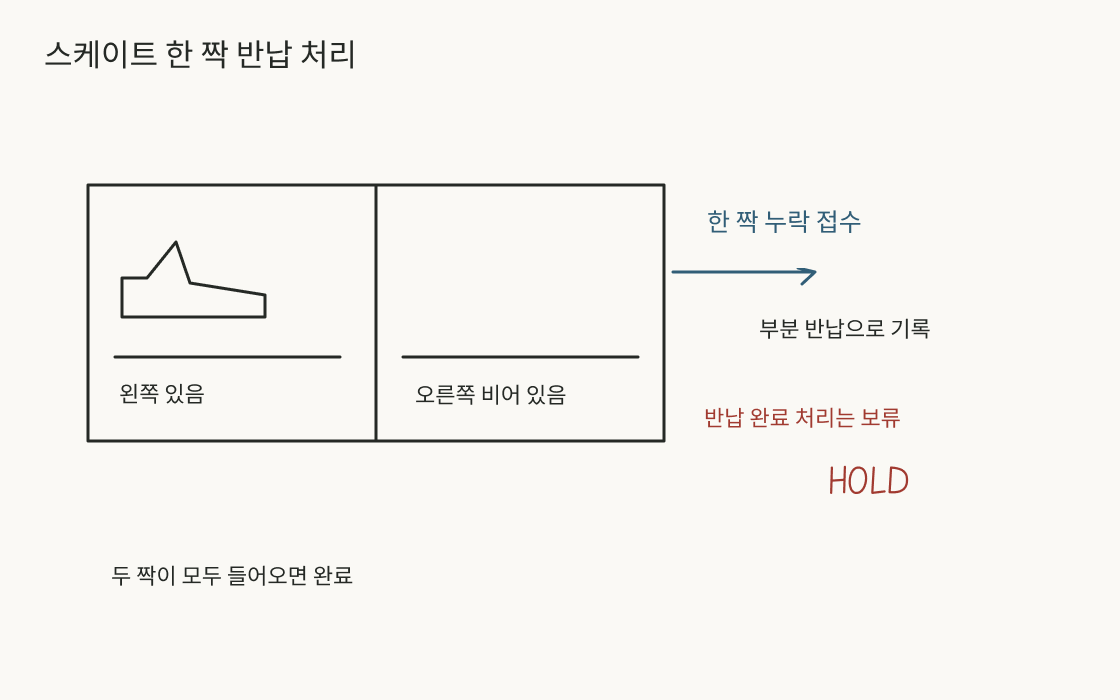 스케이트 한 짝 반납 처리
한 짝 누락 접수
부분 반납으로 기록
왼쪽 있음
오른쪽 비어 있음
반납 완료 처리는 보류
HOLD
두 짝이 모두 들어오면 완료